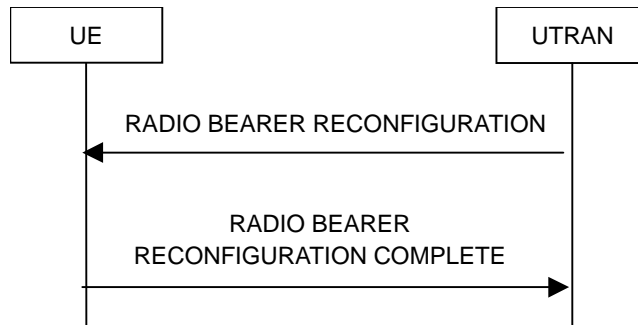 UE
UTRAN
RADIO BEARER RECONFIGURATION
RADIO BEARER
RECONFIGURATION COMPLETE